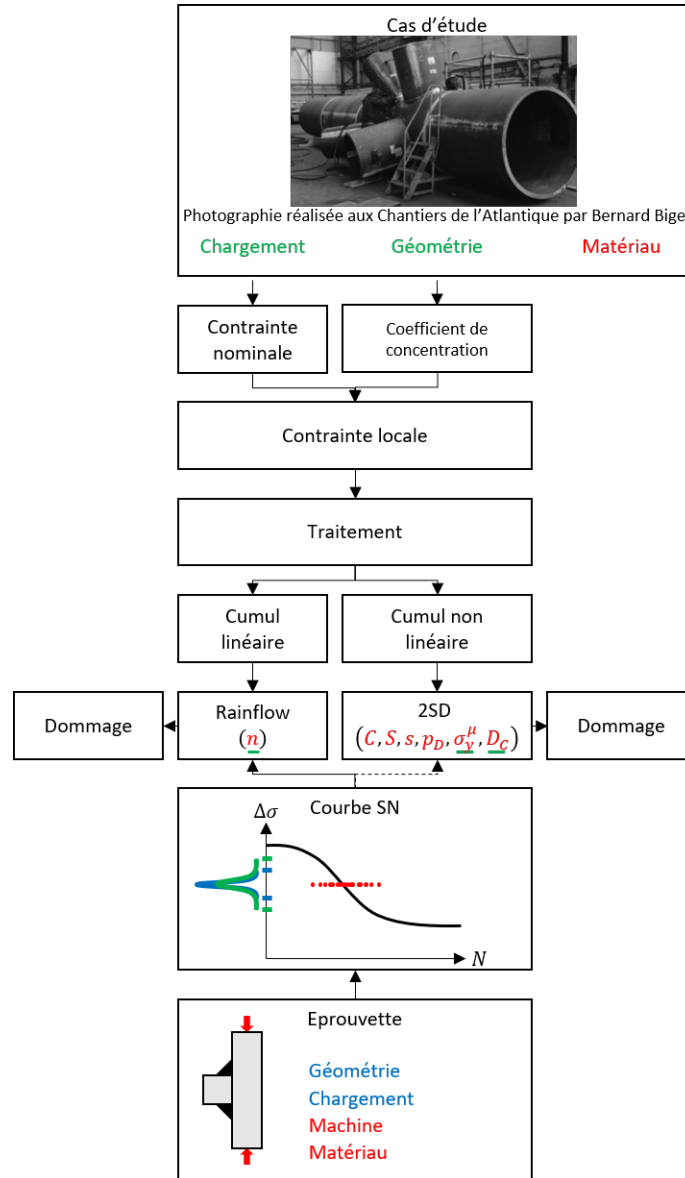 Cas d'étude
Photographie réalisée aux Chantiers de l'Atlantique par Bernard Bige
Chargement Géométrie Matériau
Contrainte
nominale
Coefficient de
concentration
Contrainte locale
Traitement
Cumul
linéaire
Cumul non
linéaire
Dommage
Rainflow
(n)
2SD
(C, S, s, p_D, σ_y^μ, D_C)
Dommage
Courbe SN
Δσ
N
Eprouvette
Géométrie
Chargement
Machine
Matériau